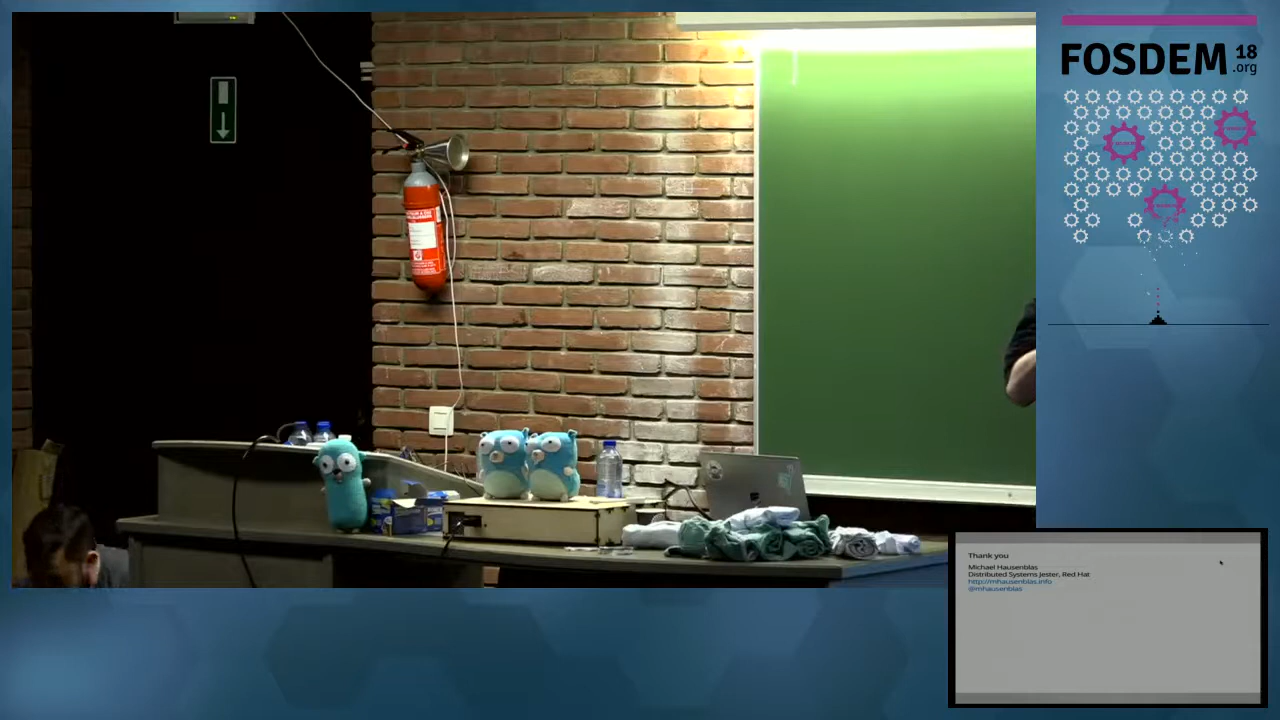 FOSDEM 18
.org
Thank you
Michael Hausenblas
Distributed Systems Jester, Red Hat
http://mhausenblas.info
@mhausenblas